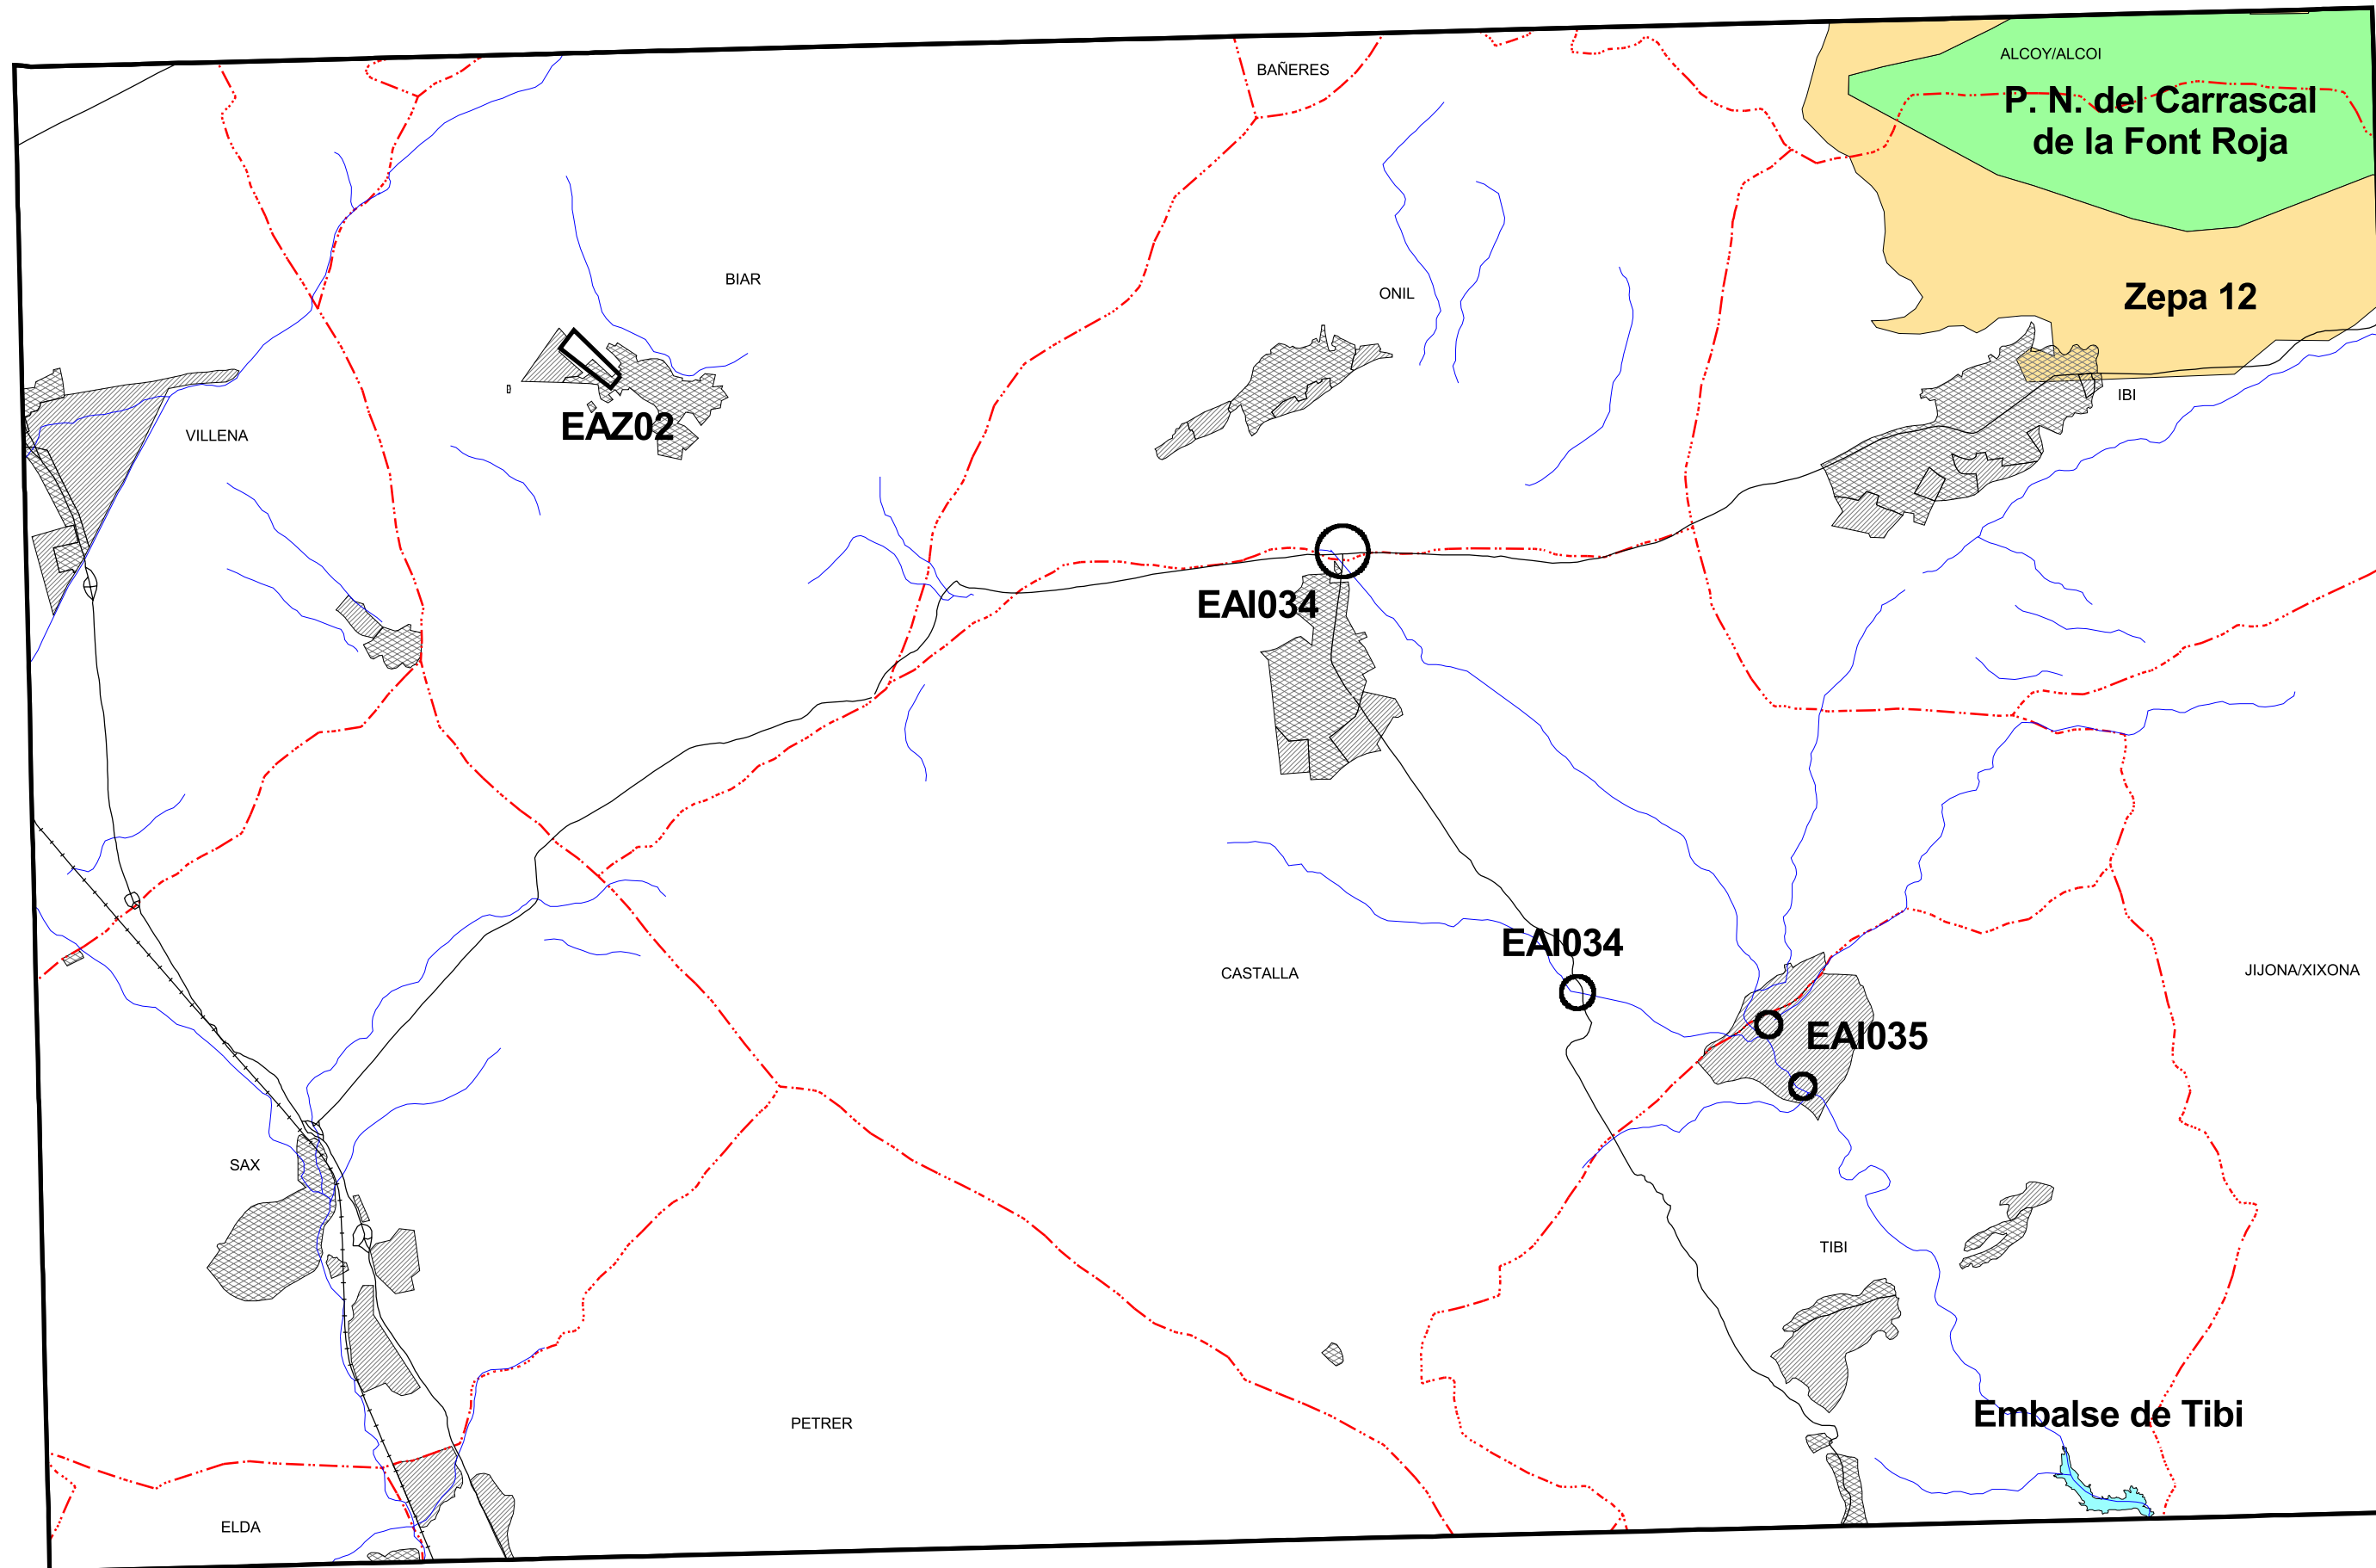 ALCOY/ALCOI
BAÑERES
P. N. del Carrascal
de la Font Roja
BIAR
ONIL
Zepa 12
IBI
EAZ02
VILLENA
EAI034
EAI034
CASTALLA
JIJONA/XIXONA
EAI035
SAX
TIBI
Embalse de Tibi
PETRER
ELDA